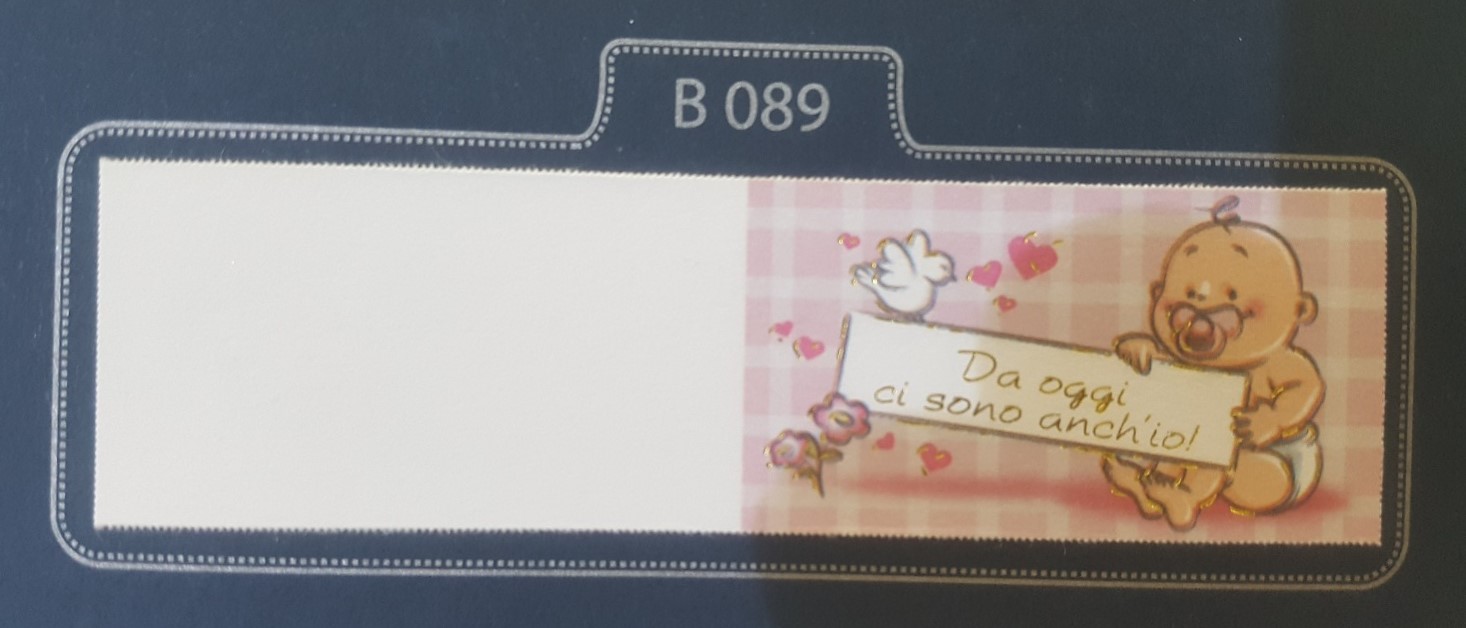 B 089
Da oggi
ci sono anch'io!